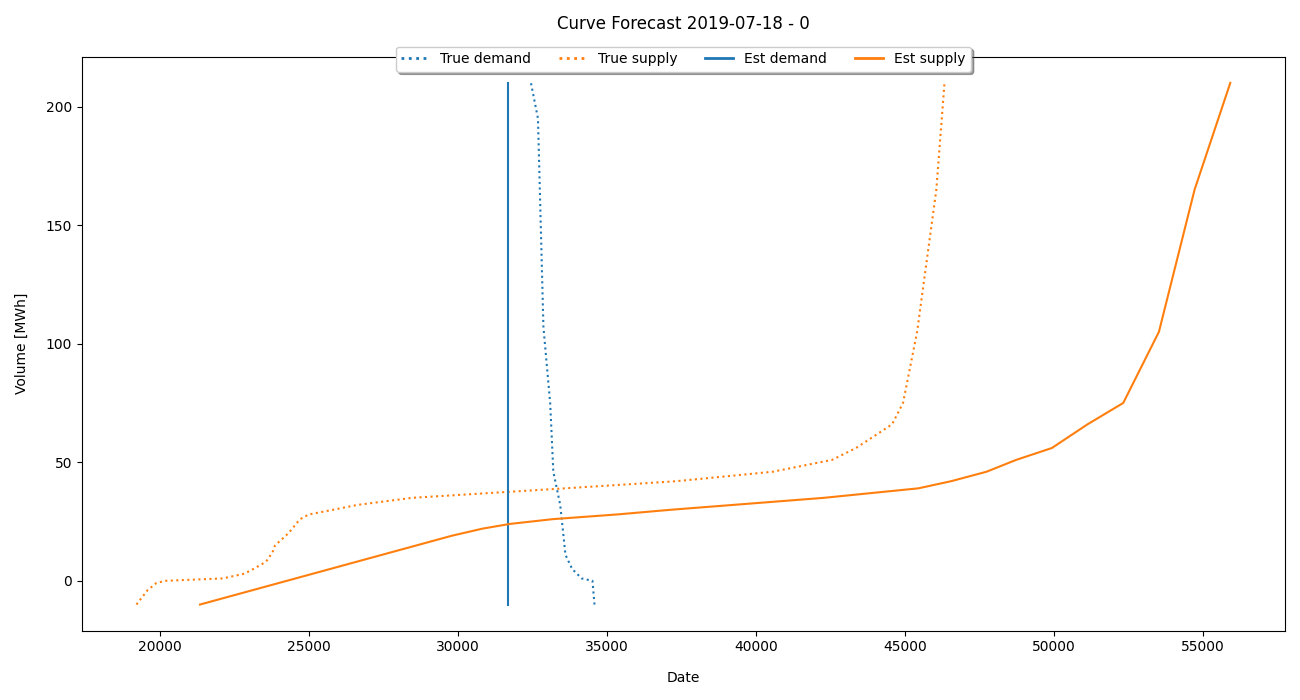 Curve Forecast 2019-07-18 - 0
True demand True supply Est demand Est supply
200
150
100
50
0
Volume [MWh]
20000 25000 30000 35000 40000 45000 50000 55000
Date